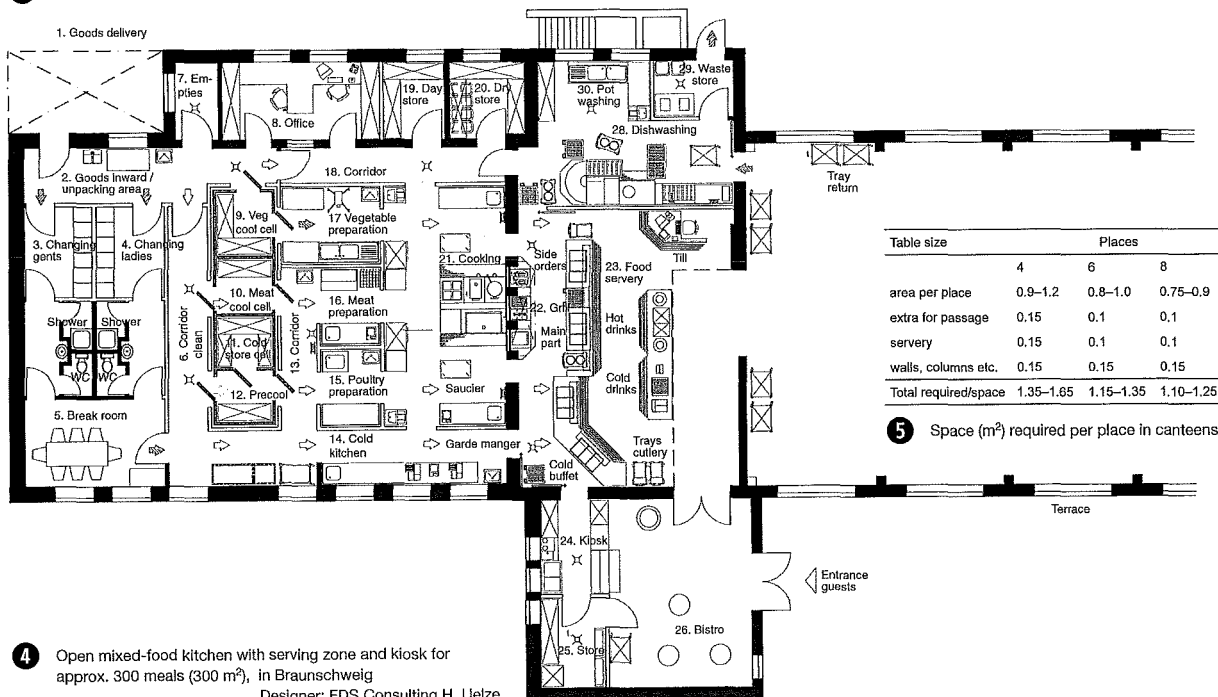 1. Goods delivery
7. Em-
pties
8. Office
19. Day
store
20. Dry
store
30. Pot
washing
29. Waste
store
28. Dishwashing
2. Goods Inward /
unpacking area
18. Corridor
Tray
return
3. Changing
gents
4. Changing
ladies
9. Veg
cool cell
17 Vegetable
preparation
Side
orders
Till
21. Cooking
23. Food
servery
10. Meat
cool cell
16. Meat
preparation
22. Grill
Hot
drinks
Main
part
Shower
Shower
6. Corridor
clean
11. Cold
store cell
13. Corridor
WC
WC
15. Poultry
preparation
Saucier
Cold
drinks
12. Precool
5. Break room
14. Cold
kitchen
Garde manger
Trays
cutlery
Cold
buffet
Table size Places
4 6 8
area per place 0.9–1.2 0.8–1.0 0.75–0.9
extra for passage 0.15 0.1 0.1
servery 0.15 0.1 0.1
walls, columns etc. 0.15 0.15 0.15
Total required/space 1.35–1.65 1.15–1.35 1.10–1.25
5 Space (m²) required per place in canteens
Terrace
24. Kiosk
Entrance
guests
25. Store
26. Bistro
4 Open mixed-food kitchen with serving zone and kiosk for
approx. 300 meals (300 m²), in Braunschweig
Designer: FDS Consulting H. Uelze